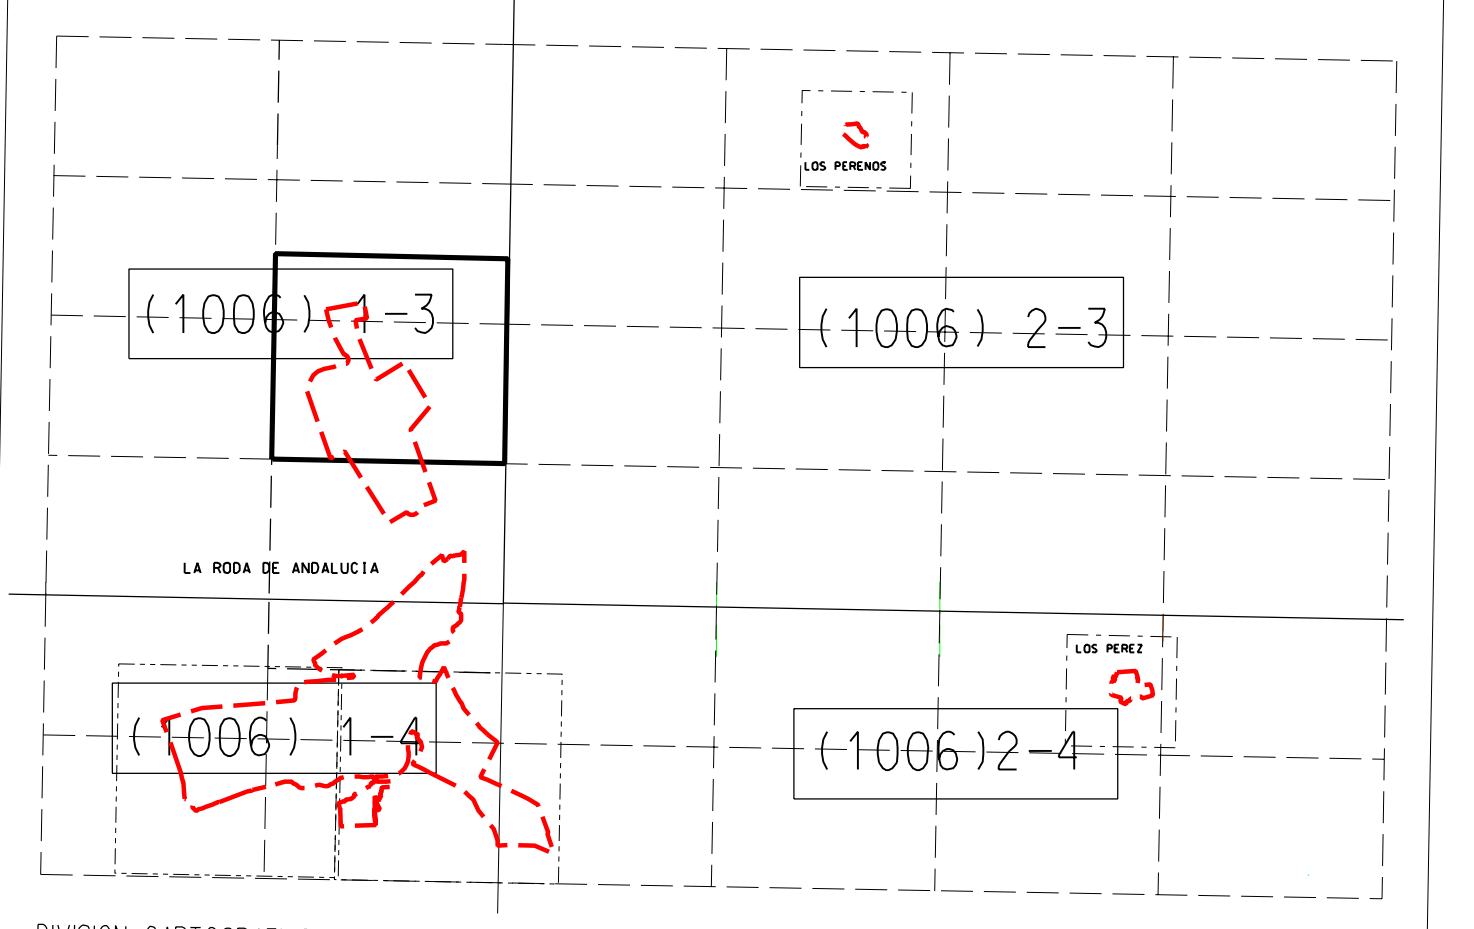 LOS PERENOS
(1006) 1-3
(1006) 2-3
LA RODA DE ANDALUCIA
LOS PEREZ
(1006) 1-4
(1006)2-4